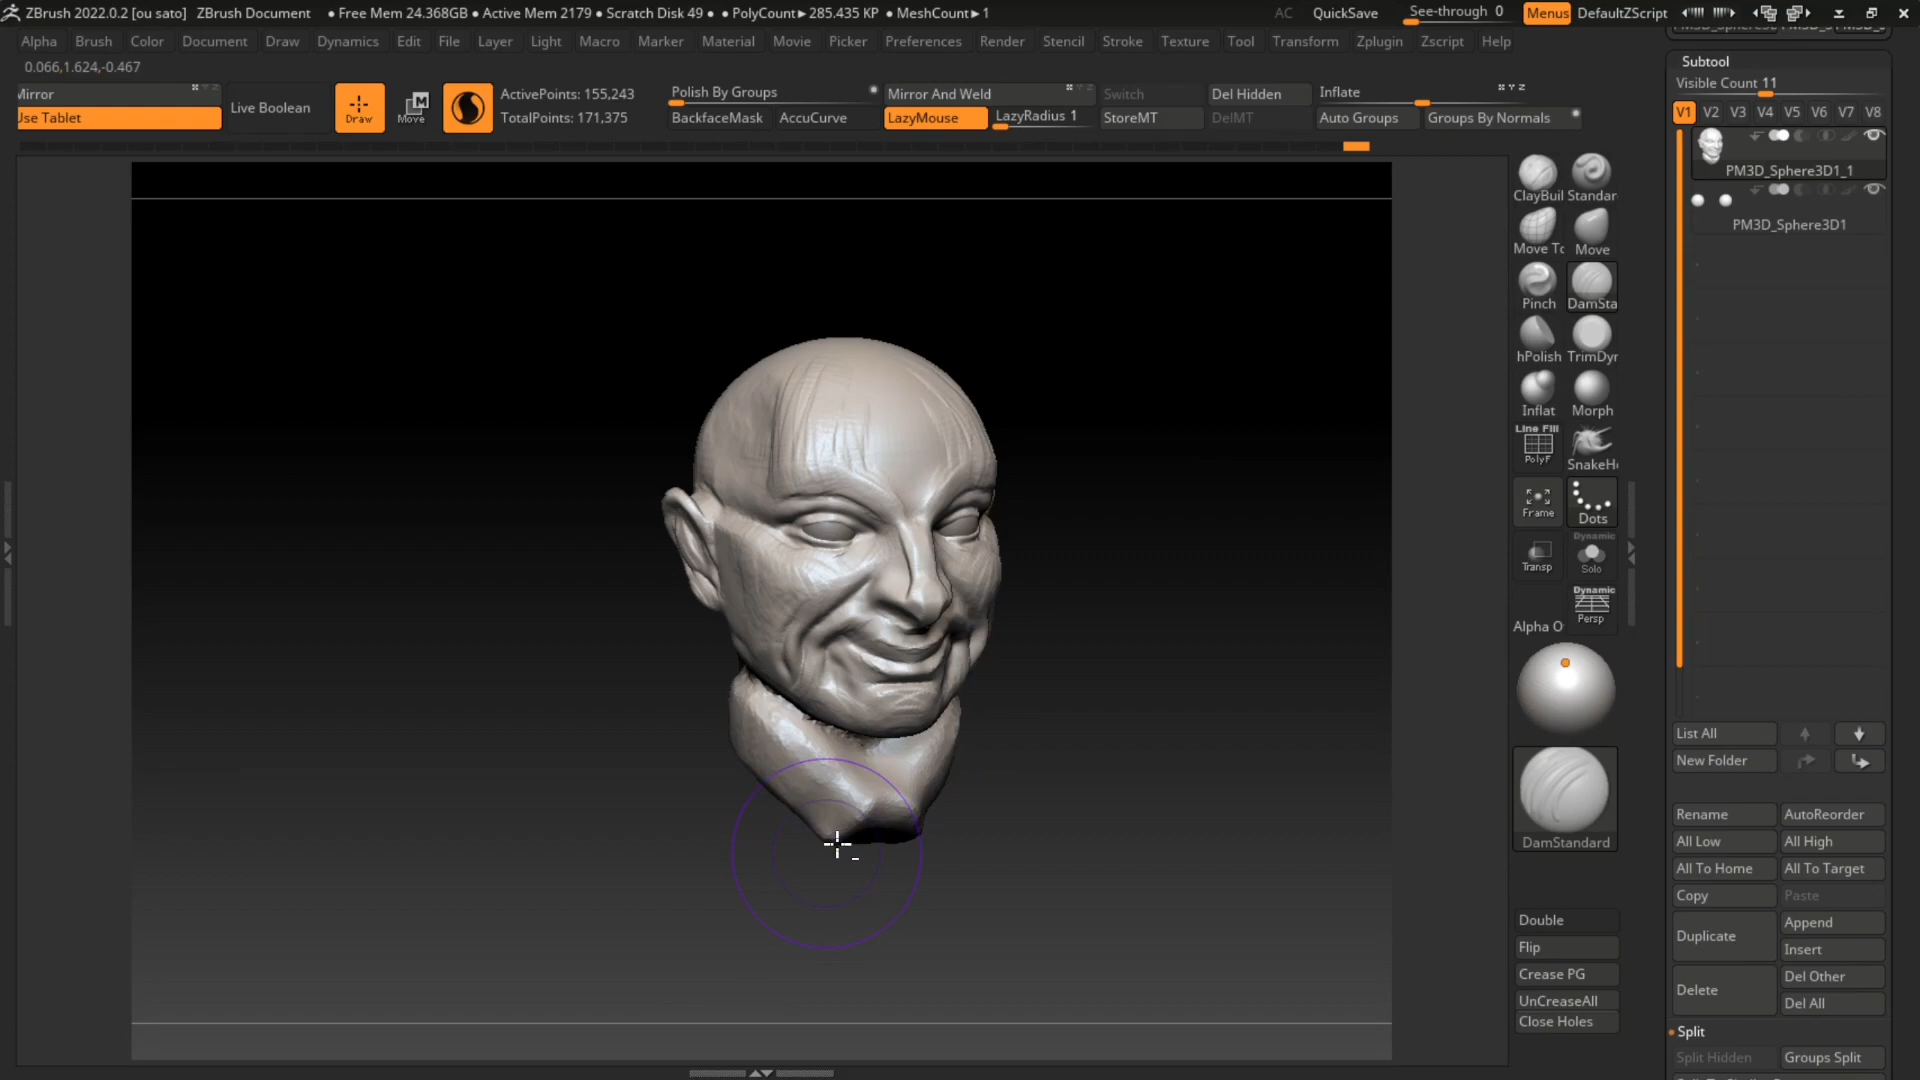 ZBrush 2022.0.2 [ou sato] ZBrush Document ● Free Mem 24.368GB ● Active Mem 2179 ● Scratch Disk 49 ● ● PolyCount► 285.435 KP ● MeshCount► 1 AC QuickSave See-through 0 Menus DefaultZScript
Alpha Brush Color Document Draw Dynamics Edit File Layer Light Macro Marker Material Movie Picker Preferences Render Stencil Stroke Texture Tool Transform Zplugin Zscript Help
0.066,1.624,-0.467
Mirror
Use Tablet
Live Boolean
Draw
Move
ActivePoints: 155,243
TotalPoints: 171,375
Polish By Groups
BackfaceMask AccuCurve
Mirror And Weld
LazyMouse LazyRadius 1
Switch Del Hidden
StoreMT DelMT
Inflate
Auto Groups Groups By Normals
Subtool
Visible Count 11
V1 V2 V3 V4 V5 V6 V7 V8
PM3D_Sphere3D1_1
PM3D_Sphere3D1
ClayBuil Standar
Move To Move
Pinch DamSta
hPolish TrimDyn
Inflat Morph
Line Fill
PolyF SnakeH
Frame Dots
Transp
Dynamic
Solo
Dynamic
Persp
Alpha O
DamStandard
Double
Flip
Crease PG
UnCreaseAll
Close Holes
List All
New Folder
Rename AutoReorder
All Low All High
All To Home All To Target
Copy Paste
Duplicate Append
Insert
Delete Del Other
Del All
Split
Split Hidden Groups Split